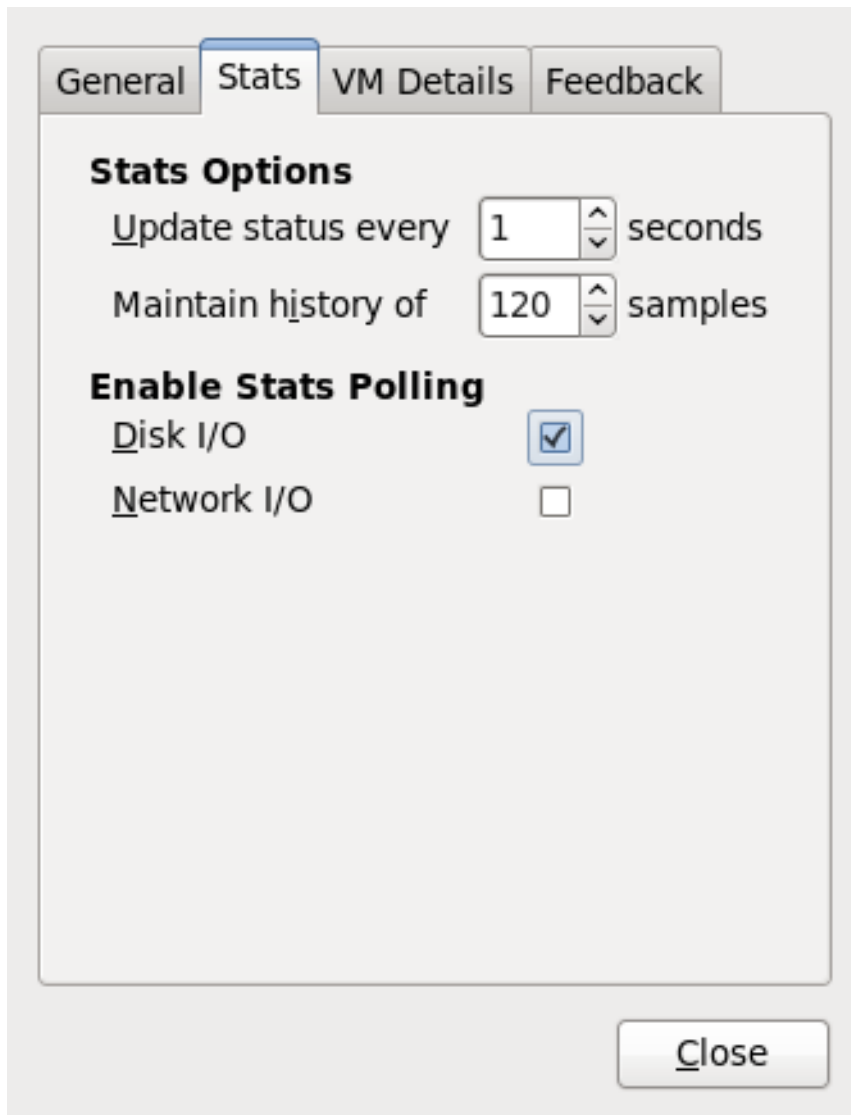 General Stats VM Details Feedback
Stats Options
Update status every 1 seconds
Maintain history of 120 samples
Enable Stats Polling
Disk I/O
Network I/O
Close